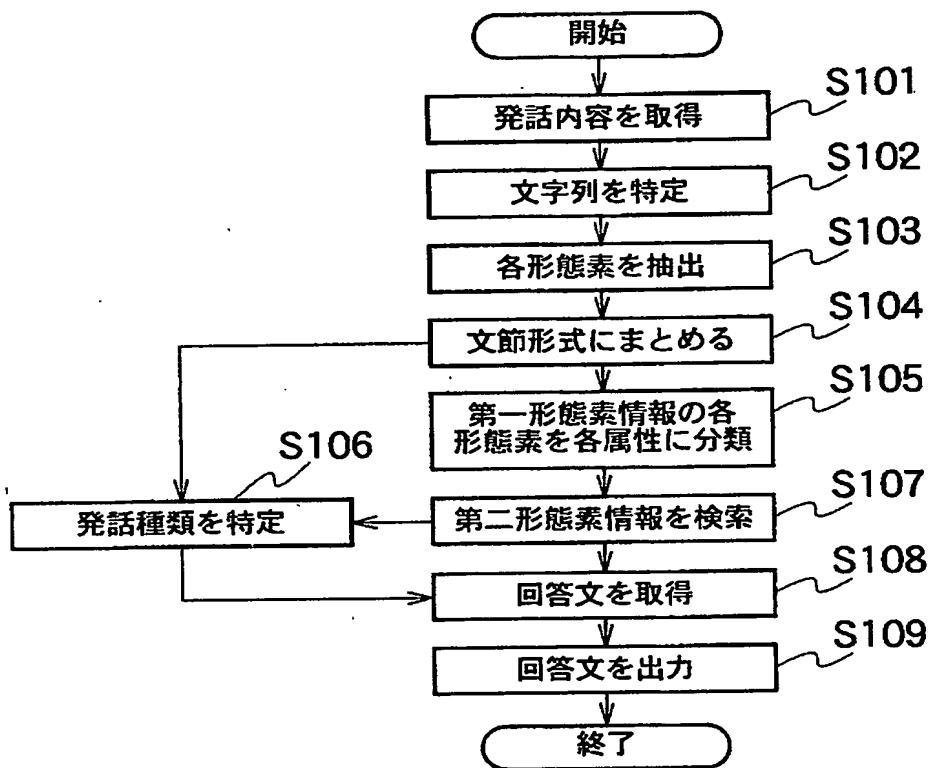 開始
S101
発話内容を取得
S102
文字列を特定
S103
各形態素を抽出
S104
文節形式にまとめる
S105
第一形態素情報の各
形態素を各属性に分類
S106
発話種類を特定
S107
第二形態素情報を検索
S108
回答文を取得
S109
回答文を出力
終了